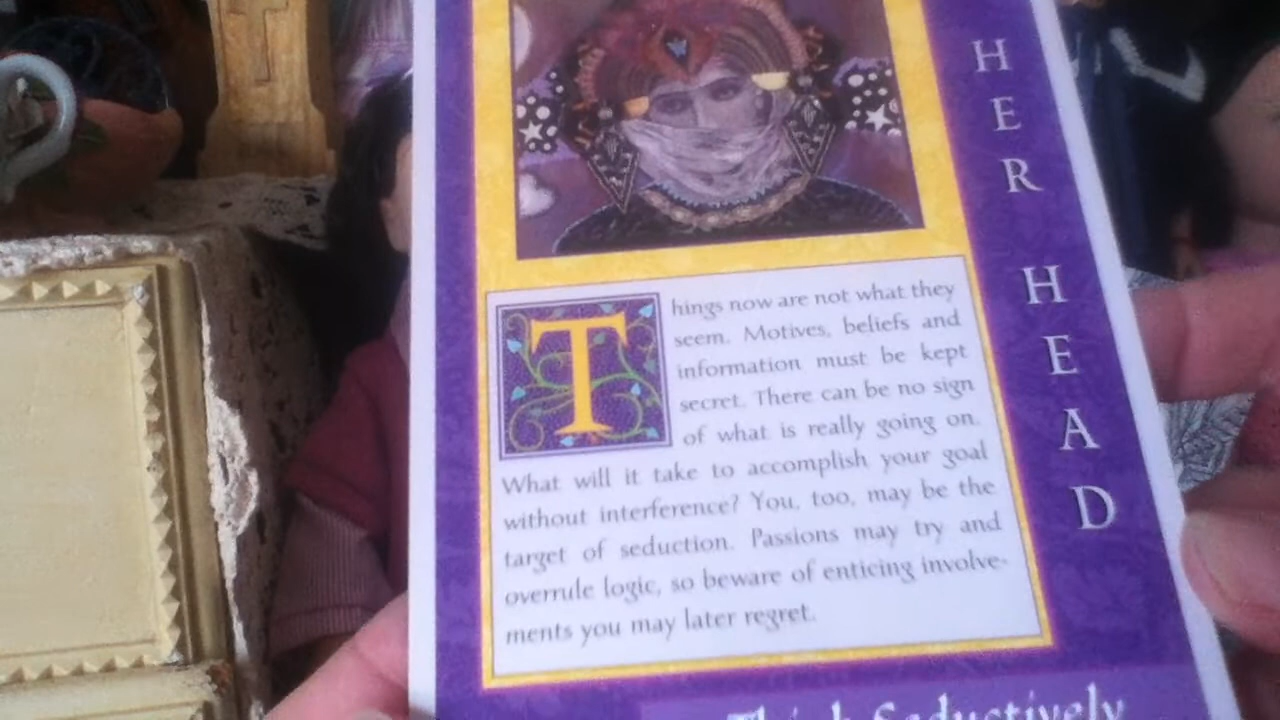 HER HEAD
Things now are not what they
seem. Motives, beliefs and
information must be kept
secret. There can be no sign
of what is really going on.
What will it take to accomplish your goal
without interference? You, too, may be the
target of seduction. Passions may try and
overrule logic, so beware of enticing involve-
ments you may later regret.
Think Seductively